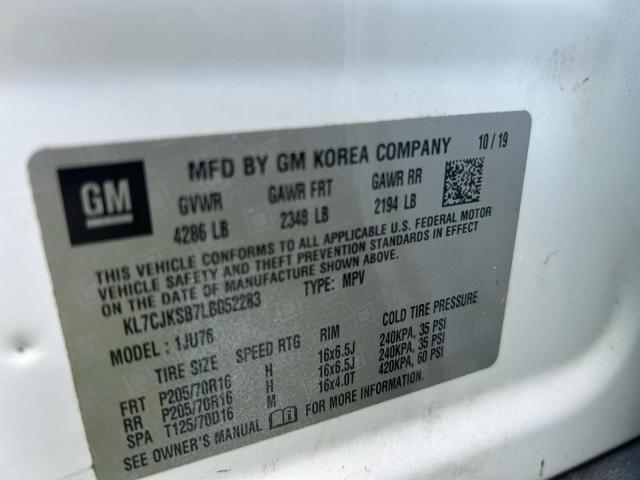 GM
MFD BY GM KOREA COMPANY 10/19
GVWR GAWR FRT GAWR RR
4286 LB 2348 LB 2194 LB
THIS VEHICLE CONFORMS TO ALL APPLICABLE U.S. FEDERAL MOTOR
VEHICLE SAFETY AND THEFT PREVENTION STANDARDS IN EFFECT
ON THE DATE OF MANUFACTURE SHOWN ABOVE.
KL7CJKSB7LB052283 TYPE: MPV
MODEL: 1JU76
TIRE SIZE SPEED RTG RIM COLD TIRE PRESSURE
FRT P205/70R16 H 16x6.5J 240KPA, 35 PSI
RR P205/70R16 H 16x6.5J 240KPA, 35 PSI
SPA T125/70D16 M 16x4.0T 420KPA, 60 PSI
SEE OWNER'S MANUAL FOR MORE INFORMATION.